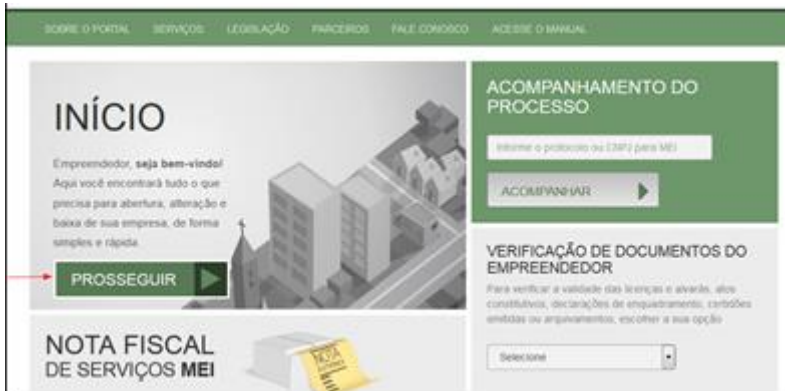 SOBRE O PORTAL SERVIÇOS LEGISLAÇÃO PARCEIROS FALE CONOSCO ACESSE O MANUAL
INÍCIO
Empreendedor, seja bem-vindo!
Aqui você encontrará tudo o que
precisa para abertura, alteração e
baixa de sua empresa, de forma
simples e rápida.
PROSSEGUIR
NOTA FISCAL
DE SERVIÇOS MEI
NOTA
ACOMPANHAMENTO DO
PROCESSO
Informe o protocolo ou CNPJ para MEI
ACOMPANHAR
VERIFICAÇÃO DE DOCUMENTOS DO
EMPREENDEDOR
Para verificar a validade das licenças e alvarás, atos
constitutivos, declarações de enquadramento, certidões
emitidas ou arquivamentos, escolher a sua opção
Selecione